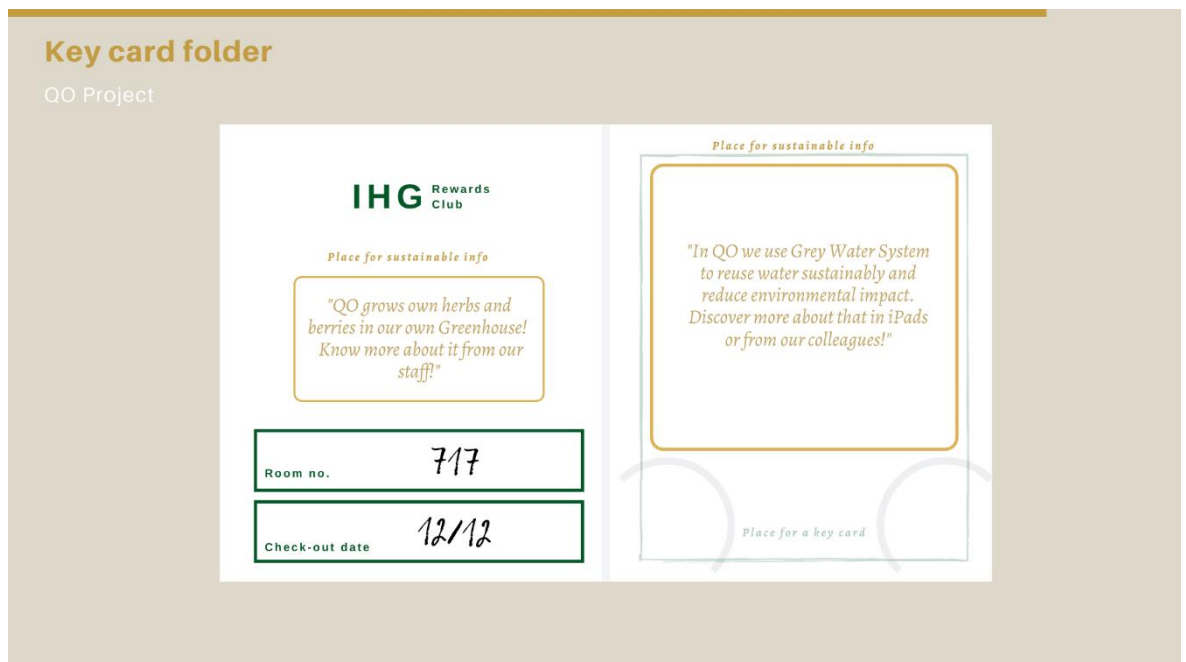 Key card folder
QO Project
IHG Rewards
Club
Place for sustainable info
"QO grows own herbs and
berries in our own Greenhouse!
Know more about it from our
staff!"
Room no. 717
Check-out date 12/12
Place for sustainable info
"In QO we use Grey Water System
to reuse water sustainably and
reduce environmental impact.
Discover more about that in iPads
or from our colleagues!"
Place for a key card